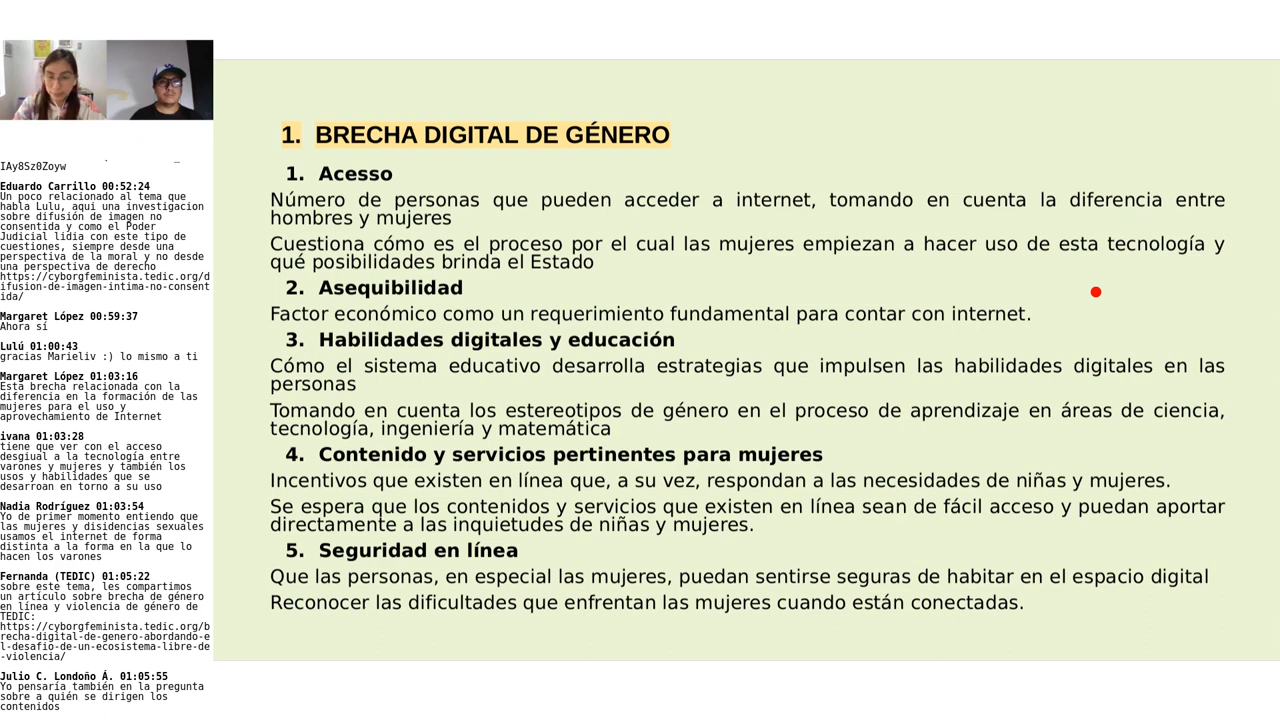 IAy8Sz0Zoyw
Eduardo Carrillo 00:52:24
Un poco relacionado al tema que
habla Lulu, aqui una investigacion
sobre difusión de imagen no
consentida y como el Poder
Judicial lidia con este tipo de
cuestiones, siempre desde una
perspectiva de la moral y no desde
una perspectiva de derecho
https://cyborgfeminista.tedic.org/d
ifusion-de-imagen-intima-no-consent
ida/
Margaret López 00:59:37
Ahora sí
Lulú 01:00:43
gracias Marieliv :) lo mismo a ti
Margaret López 01:03:16
Esta brecha relacionada con la
diferencia en la formación de las
mujeres para el uso y
aprovechamiento de Internet
ivana 01:03:28
tiene que ver con el acceso
desgiual a la tecnología entre
varones y mujeres y también los
usos y habilidades que se
desarroan en torno a su uso
Nadia Rodríguez 01:03:54
Yo de primer momento entiendo que
las mujeres y disidencias sexuales
usamos el internet de forma
distinta a la forma en la que lo
hacen los varones
Fernanda (TEDIC) 01:05:22
sobre este tema, les compartimos
un artículo sobre brecha de género
en línea y violencia de género de
TEDIC:
https://cyborgfeminista.tedic.org/b
recha-digital-de-genero-abordando-e
l-desafio-de-un-ecosistema-libre-de
-violencia/
Julio C. Londoño Á. 01:05:55
Yo pensaría también en la pregunta
sobre a quién se dirigen los
contenidos
1. BRECHA DIGITAL DE GÉNERO
1. Acesso
Número de personas que pueden acceder a internet, tomando en cuenta la diferencia entre
hombres y mujeres
Cuestiona cómo es el proceso por el cual las mujeres empiezan a hacer uso de esta tecnología y
qué posibilidades brinda el Estado
2. Asequibilidad
Factor económico como un requerimiento fundamental para contar con internet.
3. Habilidades digitales y educación
Cómo el sistema educativo desarrolla estrategias que impulsen las habilidades digitales en las
personas
Tomando en cuenta los estereotipos de género en el proceso de aprendizaje en áreas de ciencia,
tecnología, ingeniería y matemática
4. Contenido y servicios pertinentes para mujeres
Incentivos que existen en línea que, a su vez, respondan a las necesidades de niñas y mujeres.
Se espera que los contenidos y servicios que existen en línea sean de fácil acceso y puedan aportar
directamente a las inquietudes de niñas y mujeres.
5. Seguridad en línea
Que las personas, en especial las mujeres, puedan sentirse seguras de habitar en el espacio digital
Reconocer las dificultades que enfrentan las mujeres cuando están conectadas.